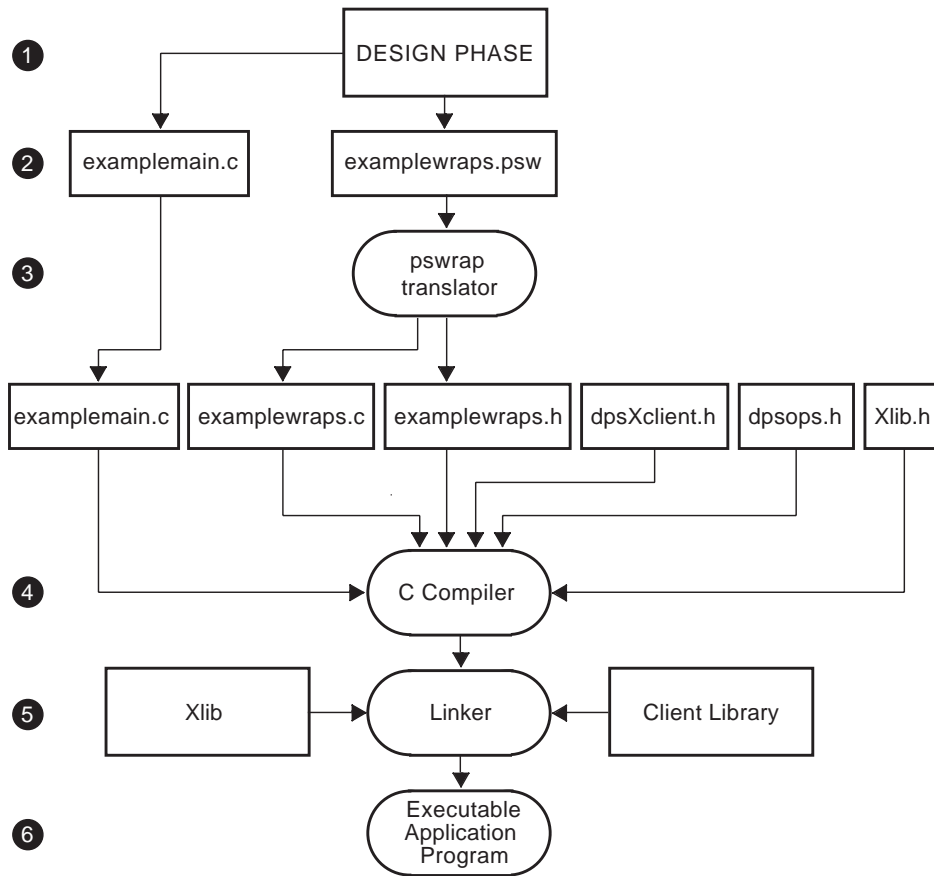 1
DESIGN PHASE
2
examplemain.c
examplewraps.psw
3
pswrap
translator
examplemain.c
examplewraps.c
examplewraps.h
dpsXclient.h
dpsops.h
Xlib.h
4
C Compiler
5
Xlib
Linker
Client Library
6
Executable
Application
Program